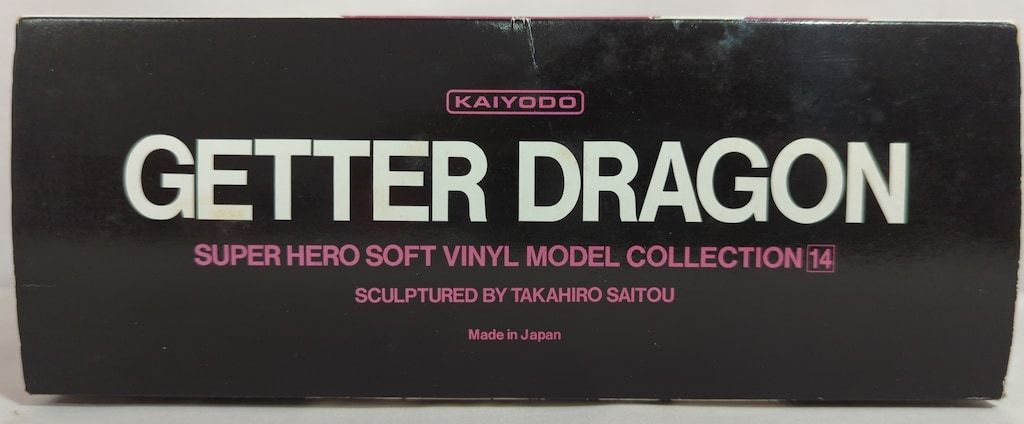 KAIYODO
GETTER DRAGON
SUPER HERO SOFT VINYL MODEL COLLECTION 14
SCULPTURED BY TAKAHIRO SAITOU
Made in Japan